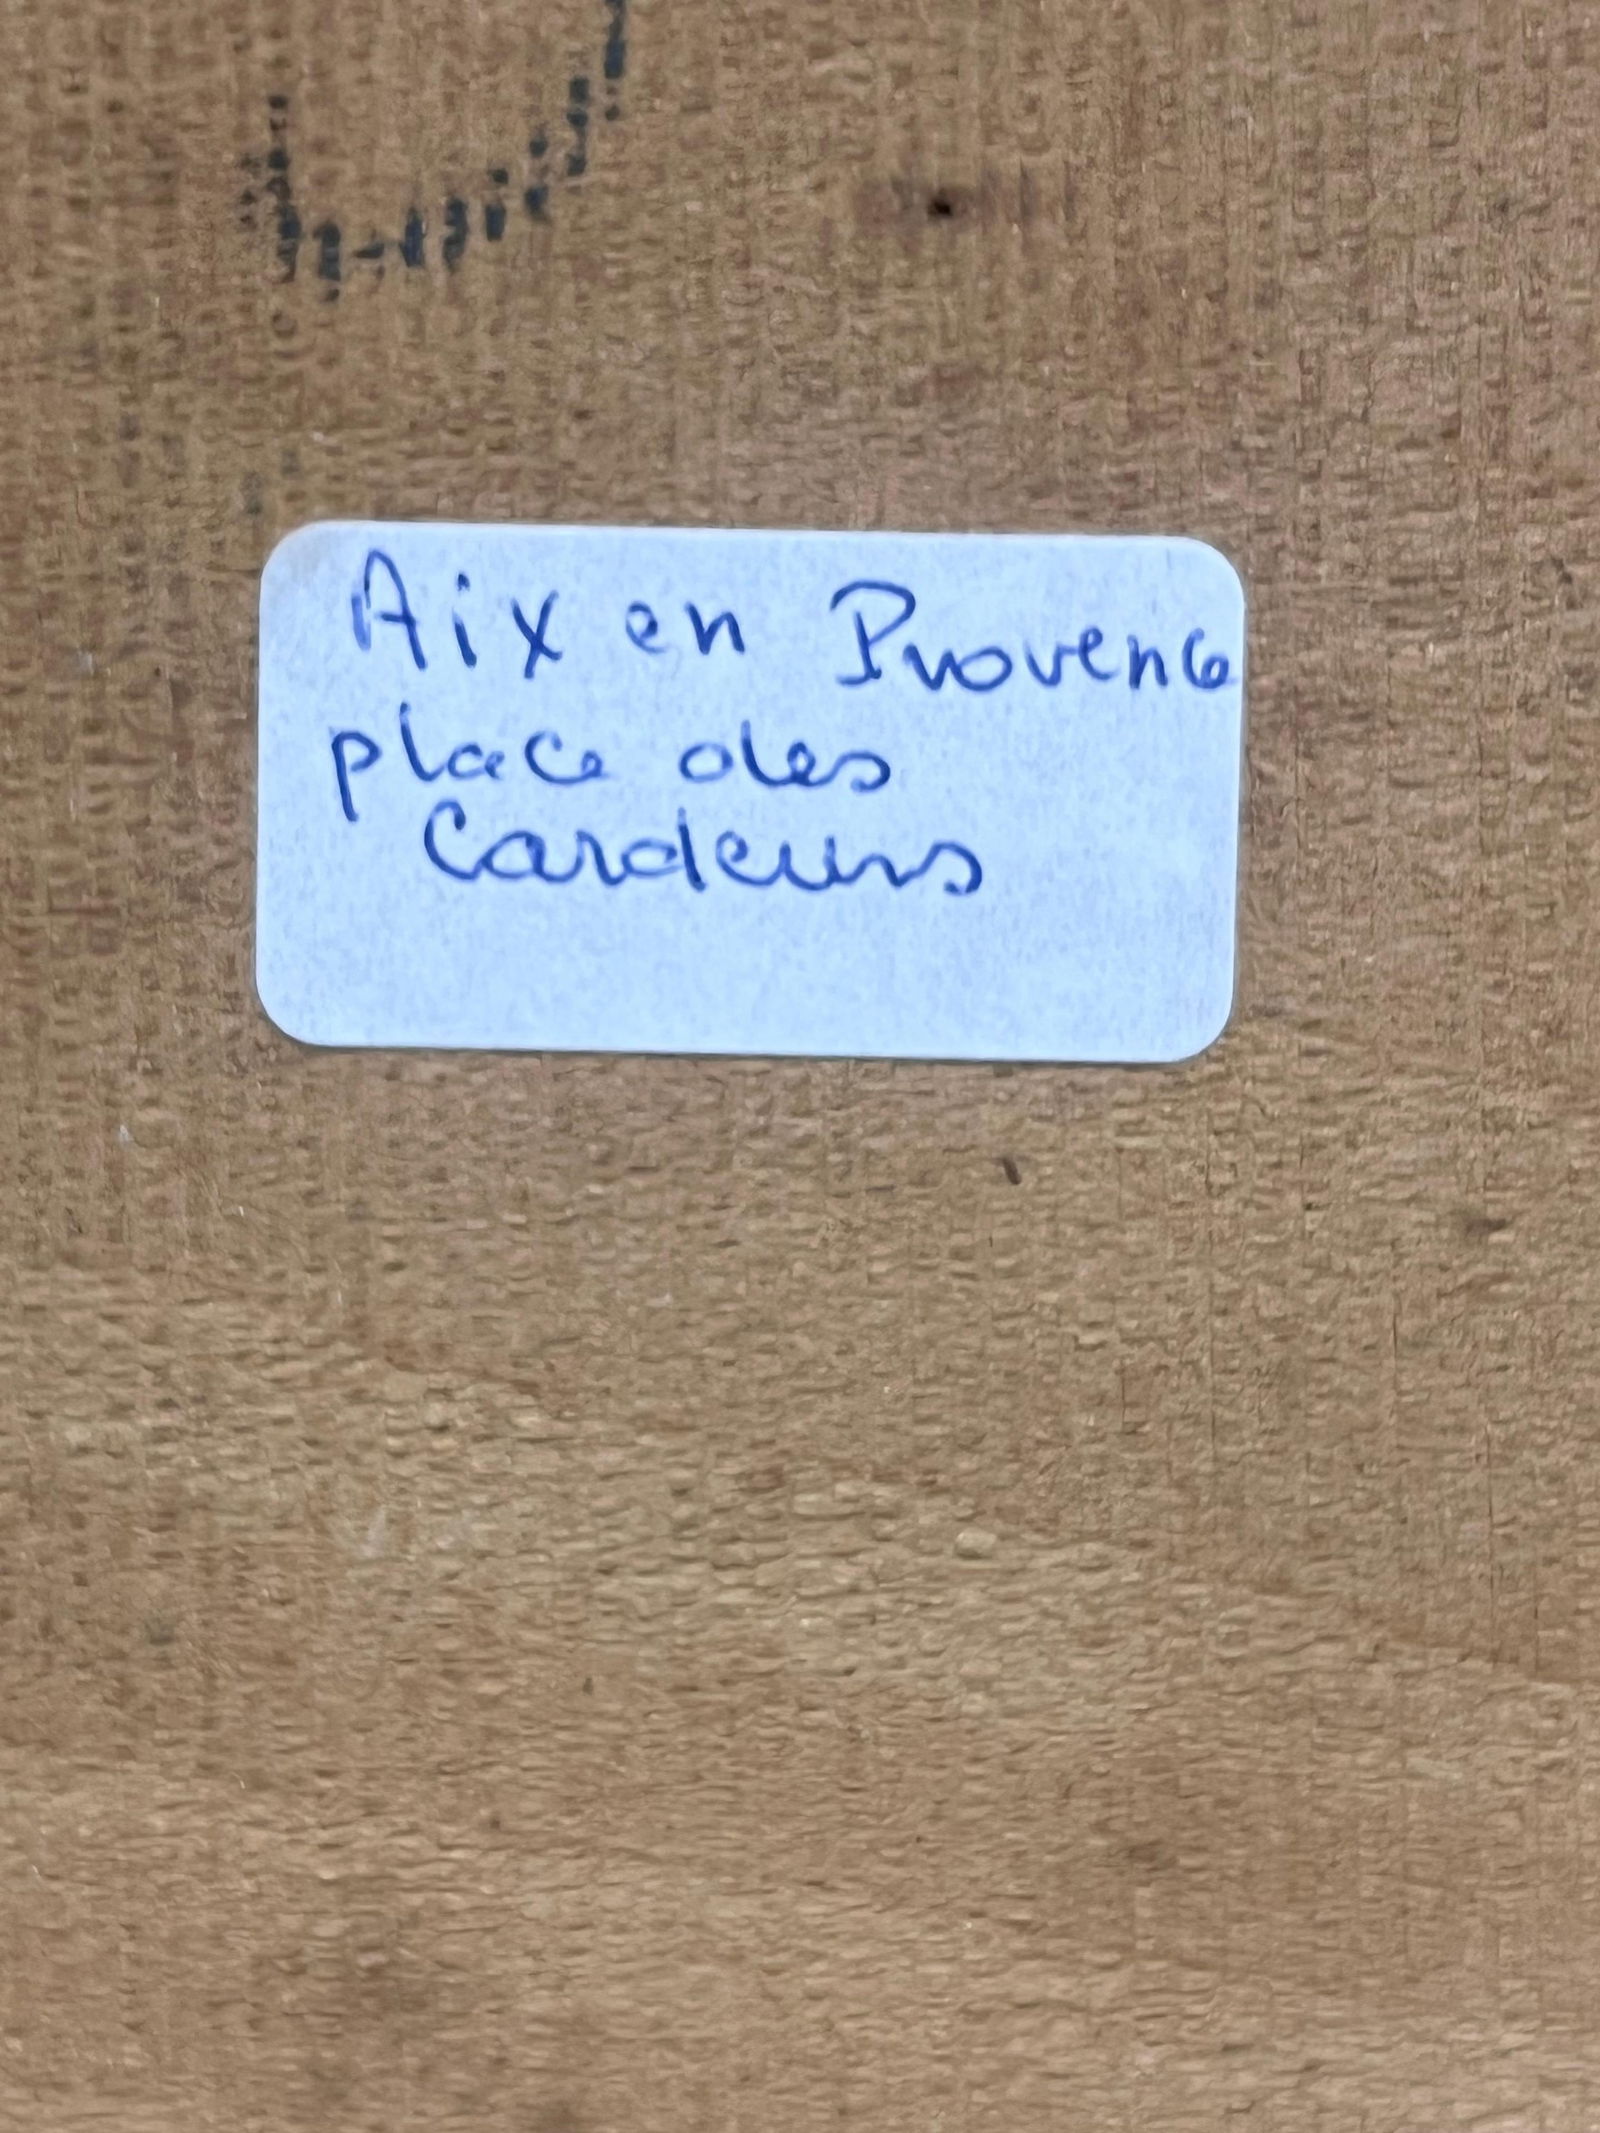 Aix en Provence
place des
Cardeurs